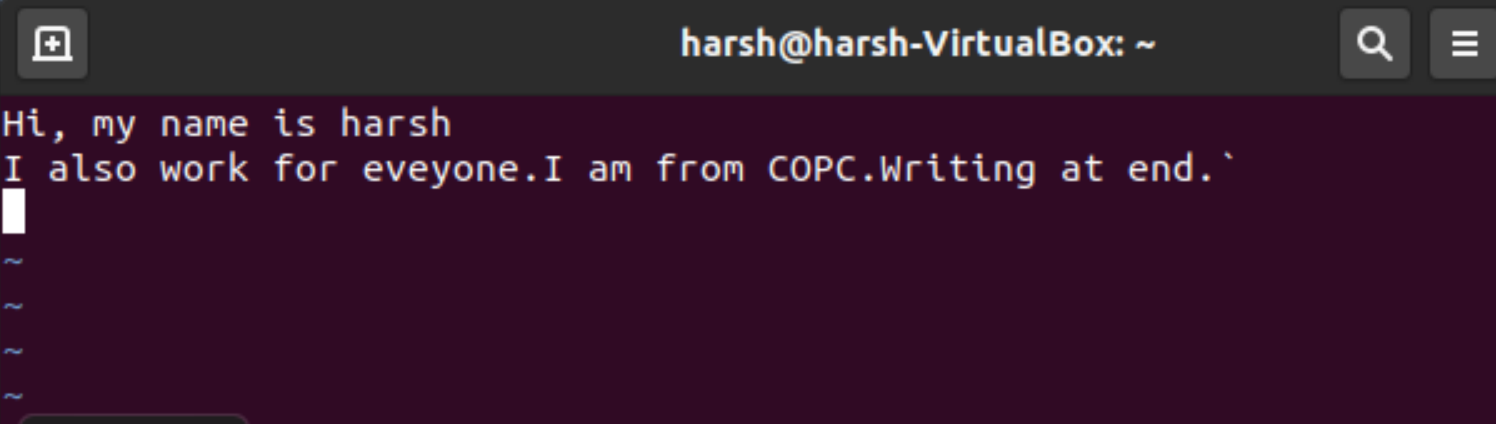 harsh@harsh-VirtualBox: ~
Hi, my name is harsh
I also work for eveyone.I am from COPC.Writing at end.`
~
~
~
~